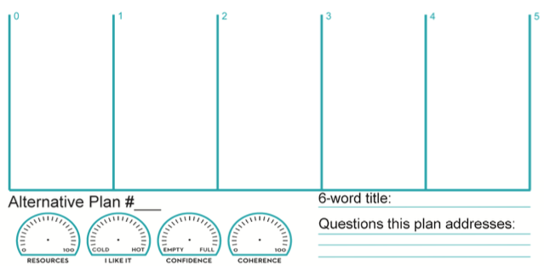 0 1 2 3 4 5
Alternative Plan #___
6-word title:
Questions this plan addresses:
0 100 COLD HOT EMPTY FULL 0 100
RESOURCES I LIKE IT CONFIDENCE COHERENCE